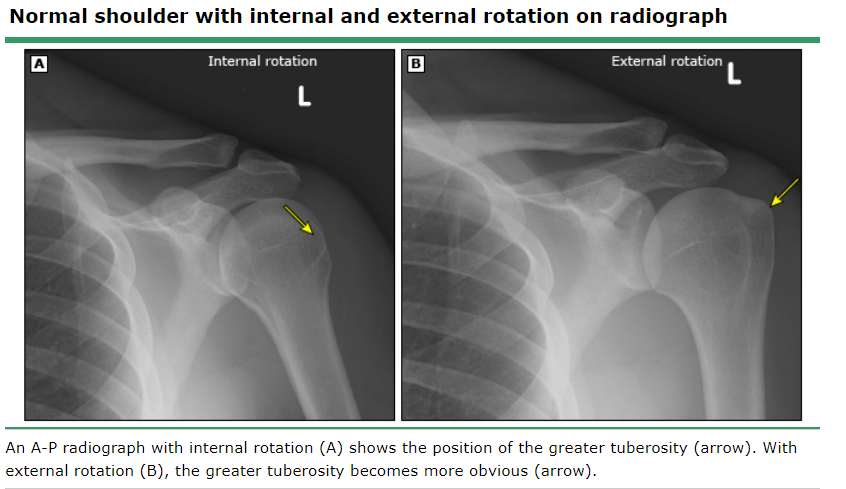 Normal shoulder with internal and external rotation on radiograph
A
Internal rotation
L
B
External rotation
L
An A-P radiograph with internal rotation (A) shows the position of the greater tuberosity (arrow). With
external rotation (B), the greater tuberosity becomes more obvious (arrow).